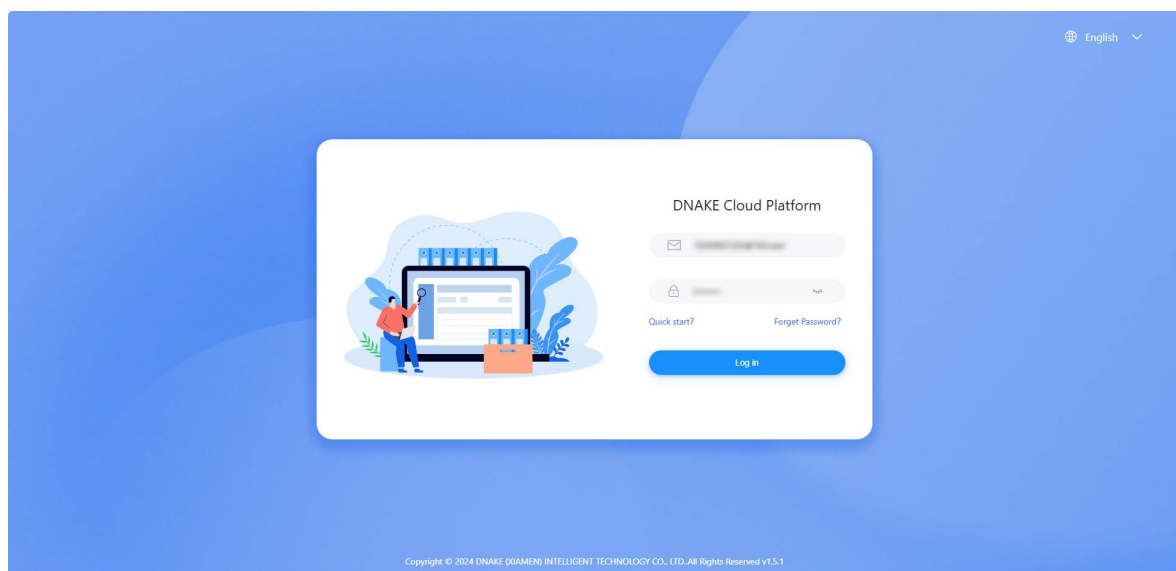 English
DNAKE Cloud Platform
Quick start? Forget Password?
Log in
Copyright © 2024 DNAKE (XIAMEN) INTELLIGENT TECHNOLOGY CO., LTD..All Rights Reserved v1.5.1